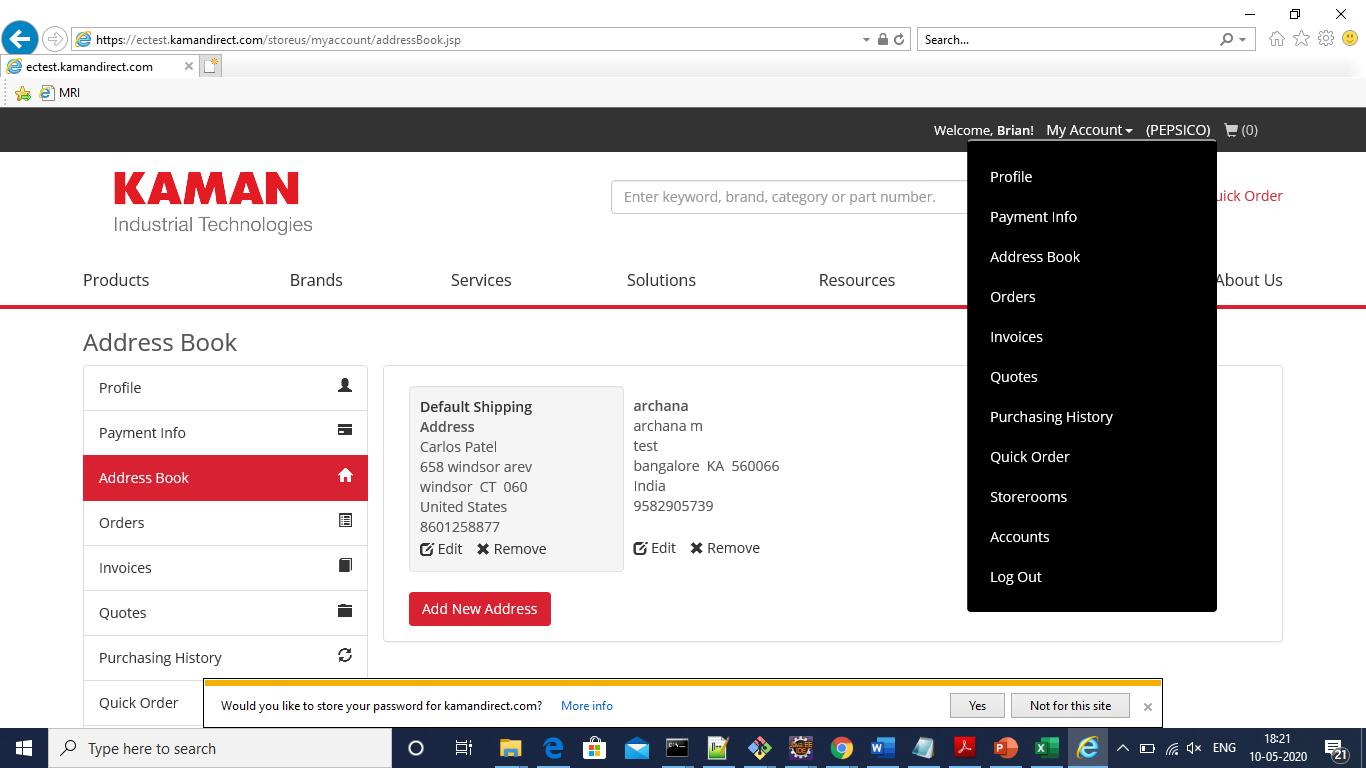 https://ectest.kamandirect.com/storeus/myaccount/addressBook.jsp
Search...
ectest.kamandirect.com
MRI
Welcome, Brian! My Account (PEPSICO) (0)
KAMAN
Industrial Technologies
Enter keyword, brand, category or part number.
uick Order
Products Brands Services Solutions Resources About Us
Profile
Payment Info
Address Book
Orders
Invoices
Quotes
Purchasing History
Quick Order
Storerooms
Accounts
Log Out
Address Book
Profile
Payment Info
Address Book
Orders
Invoices
Quotes
Purchasing History
Quick Order
Default Shipping
Address
Carlos Patel
658 windsor arev
windsor CT 060
United States
8601258877
Edit Remove
archana
archana m
test
bangalore KA 560066
India
9582905739
Edit Remove
Add New Address
Would you like to store your password for kamandirect.com? More info Yes Not for this site
Type here to search
ENG
18:21
10-05-2020
21